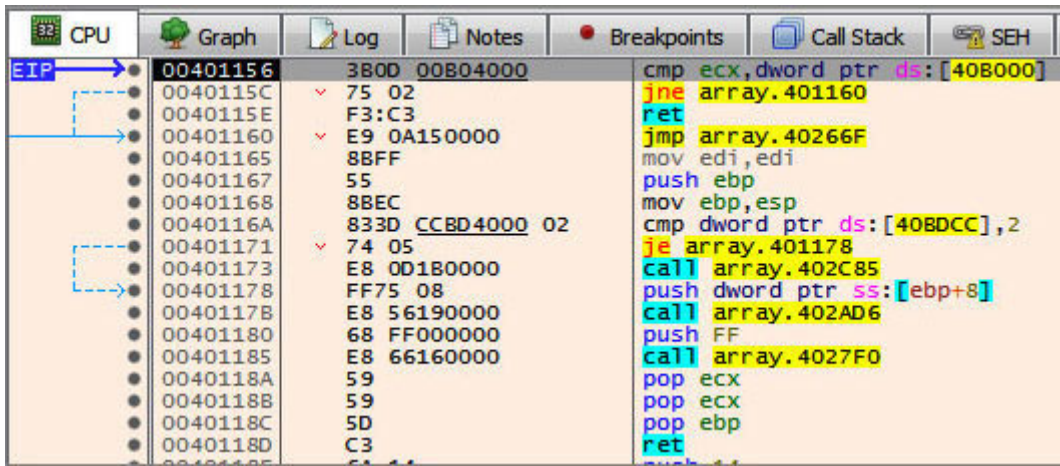 32 CPU Graph Log Notes Breakpoints Call Stack SEH
EIP 00401156 3B0D 00B04000 cmp ecx,dword ptr ds:[40B000]
0040115C 75 02 jne array.401160
0040115E F3:C3 ret
00401160 E9 0A150000 jmp array.40266F
00401165 8BFF mov edi,edi
00401167 55 push ebp
00401168 8BEC mov ebp,esp
0040116A 833D CCBD4000 02 cmp dword ptr ds:[40BDCC],2
00401171 74 05 je array.401178
00401173 E8 0D1B0000 call array.402C85
00401178 FF75 08 push dword ptr ss:[ebp+8]
0040117B E8 56190000 call array.402AD6
00401180 68 FF000000 push FF
00401185 E8 66160000 call array.4027F0
0040118A 59 pop ecx
0040118B 59 pop ecx
0040118C 5D pop ebp
0040118D C3 ret